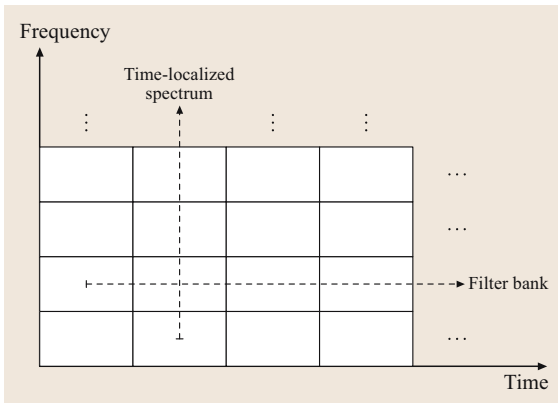 Frequency
Time-localized
spectrum
⋮ ⋮ ⋮
...
...
Filter bank
...
Time